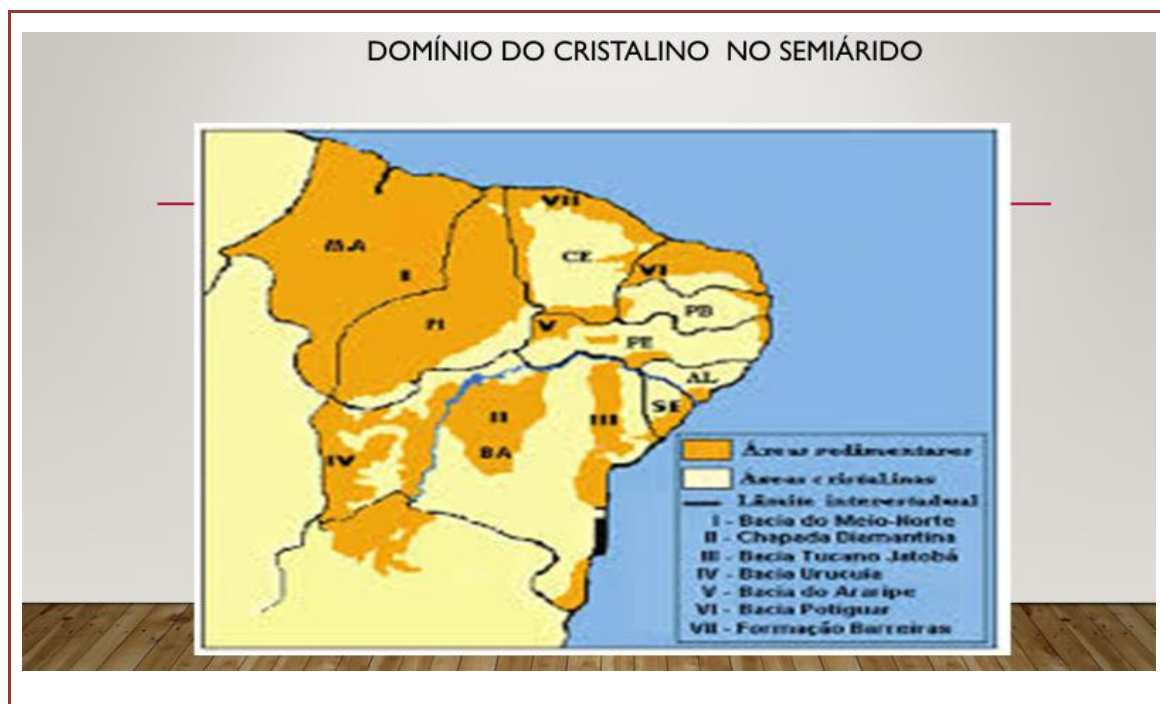 DOMÍNIO DO CRISTALINO NO SEMIÁRIDO
VII
MA
CE
VI
I
PI
V
PB
PE
AL
II
III
SE
IV
BA
Áreas sedimentares
Áreas cristalinas
Limite interestadual
I - Bacia do Meio-Norte
II - Chapada Diamantina
III - Bacia Tucano Jatobá
IV - Bacia Urucuia
V - Bacia do Araripe
VI - Bacia Potiguar
VII - Formação Barreiras